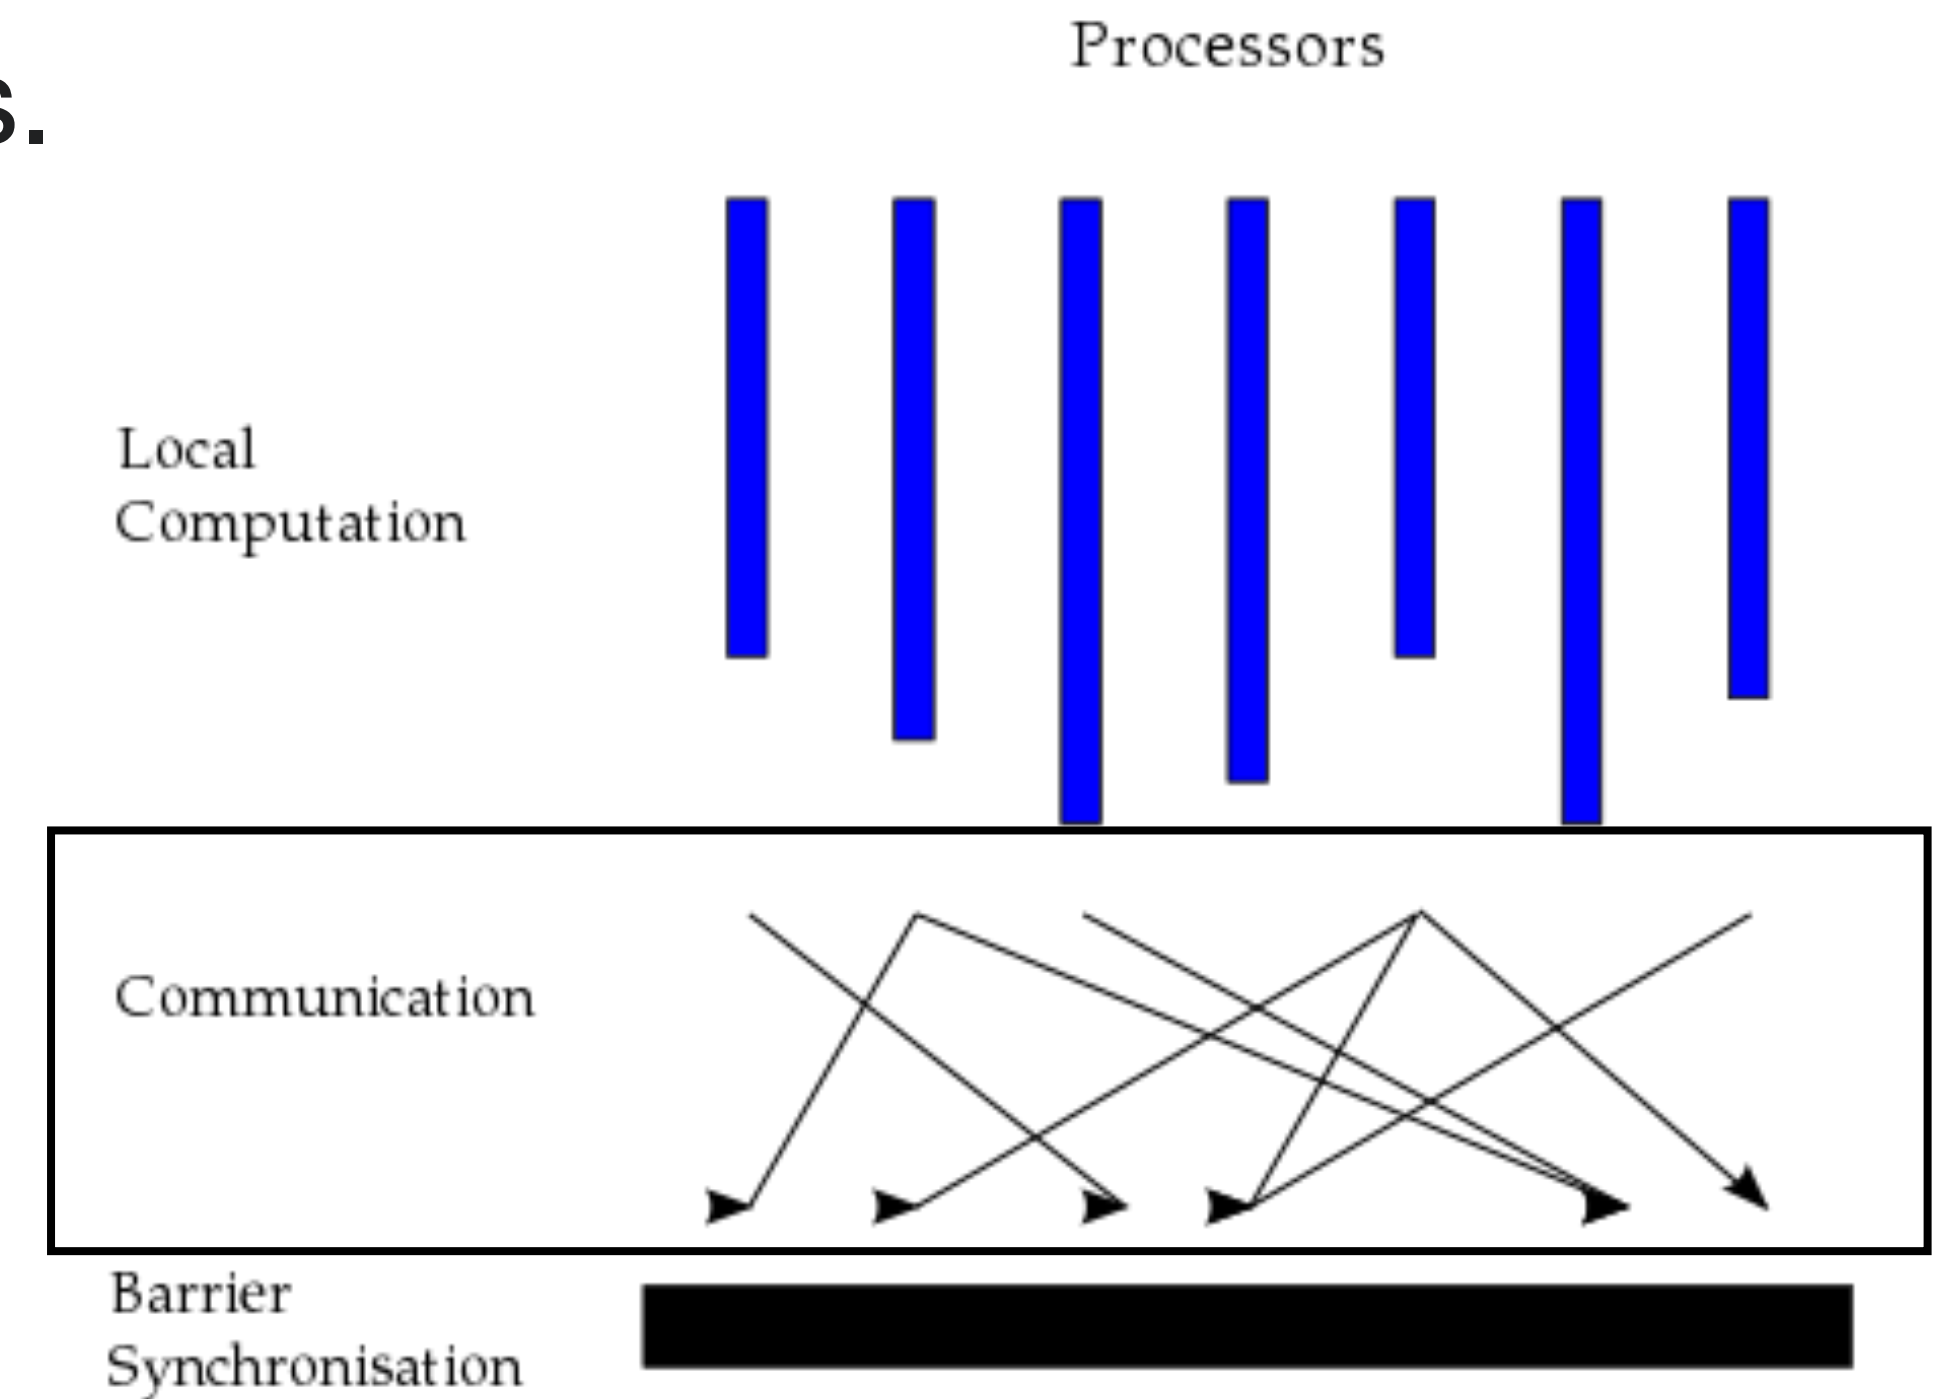 Processors
s.
Local
Computation
Communication
Barrier
Synchronisation